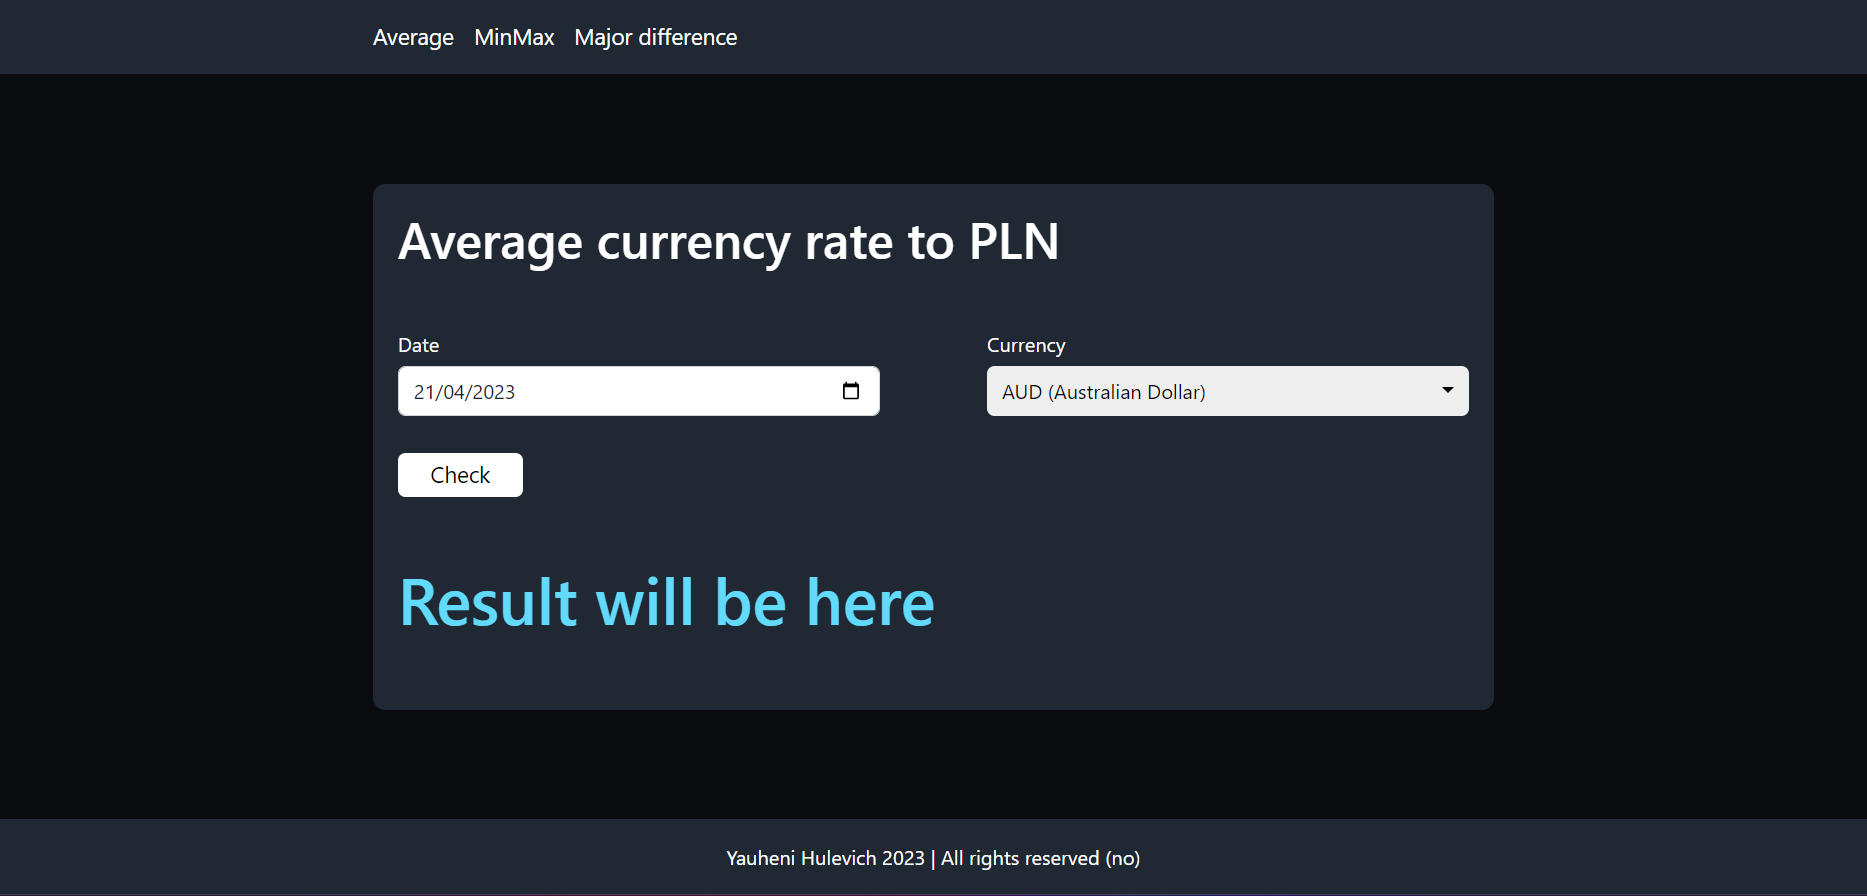 Average MinMax Major difference
Average currency rate to PLN
Date
Currency
21/04/2023
AUD (Australian Dollar)
Check
Result will be here
Yauheni Hulevich 2023 | All rights reserved (no)